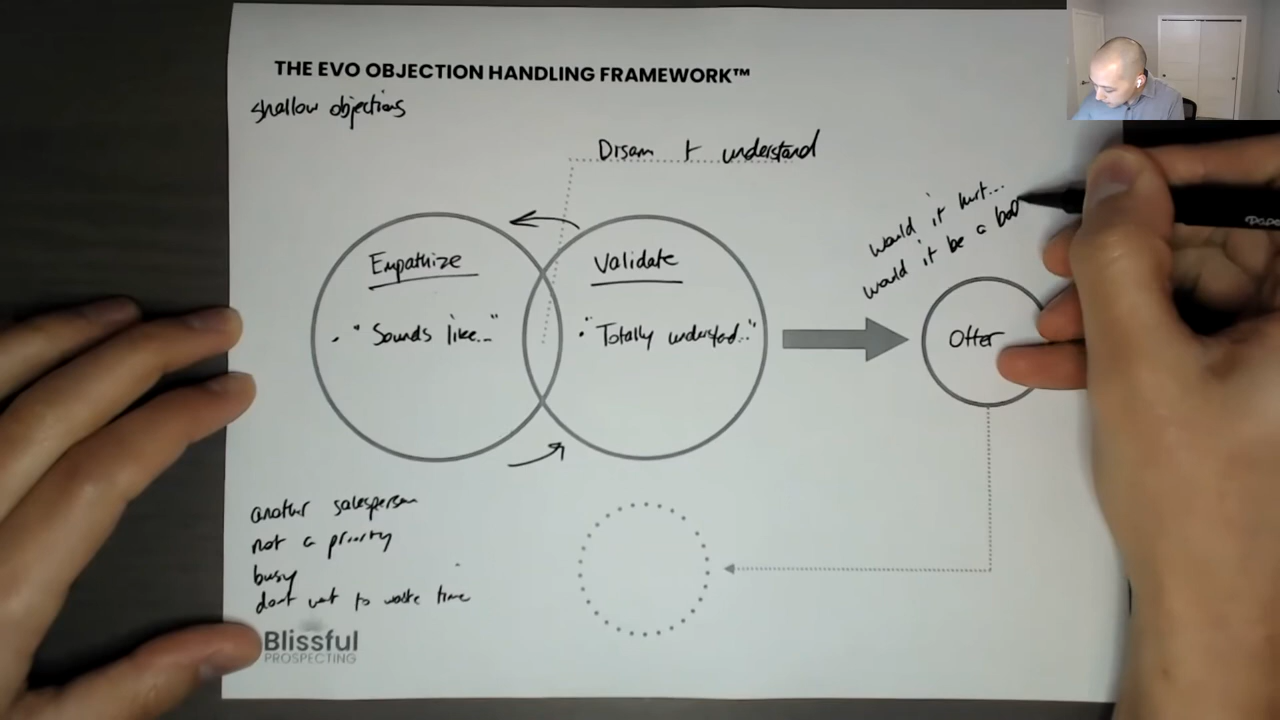 THE EVO OBJECTION HANDLING FRAMEWORK™
shallow objections
Disarm + understand
would it hurt...
would it be a bad
Empathize
Validate
• "Sounds like..."
• "Totally understand..."
Offer
another salesperson
not a priority
busy
dont want to waste time
Blissful
PROSPECTING